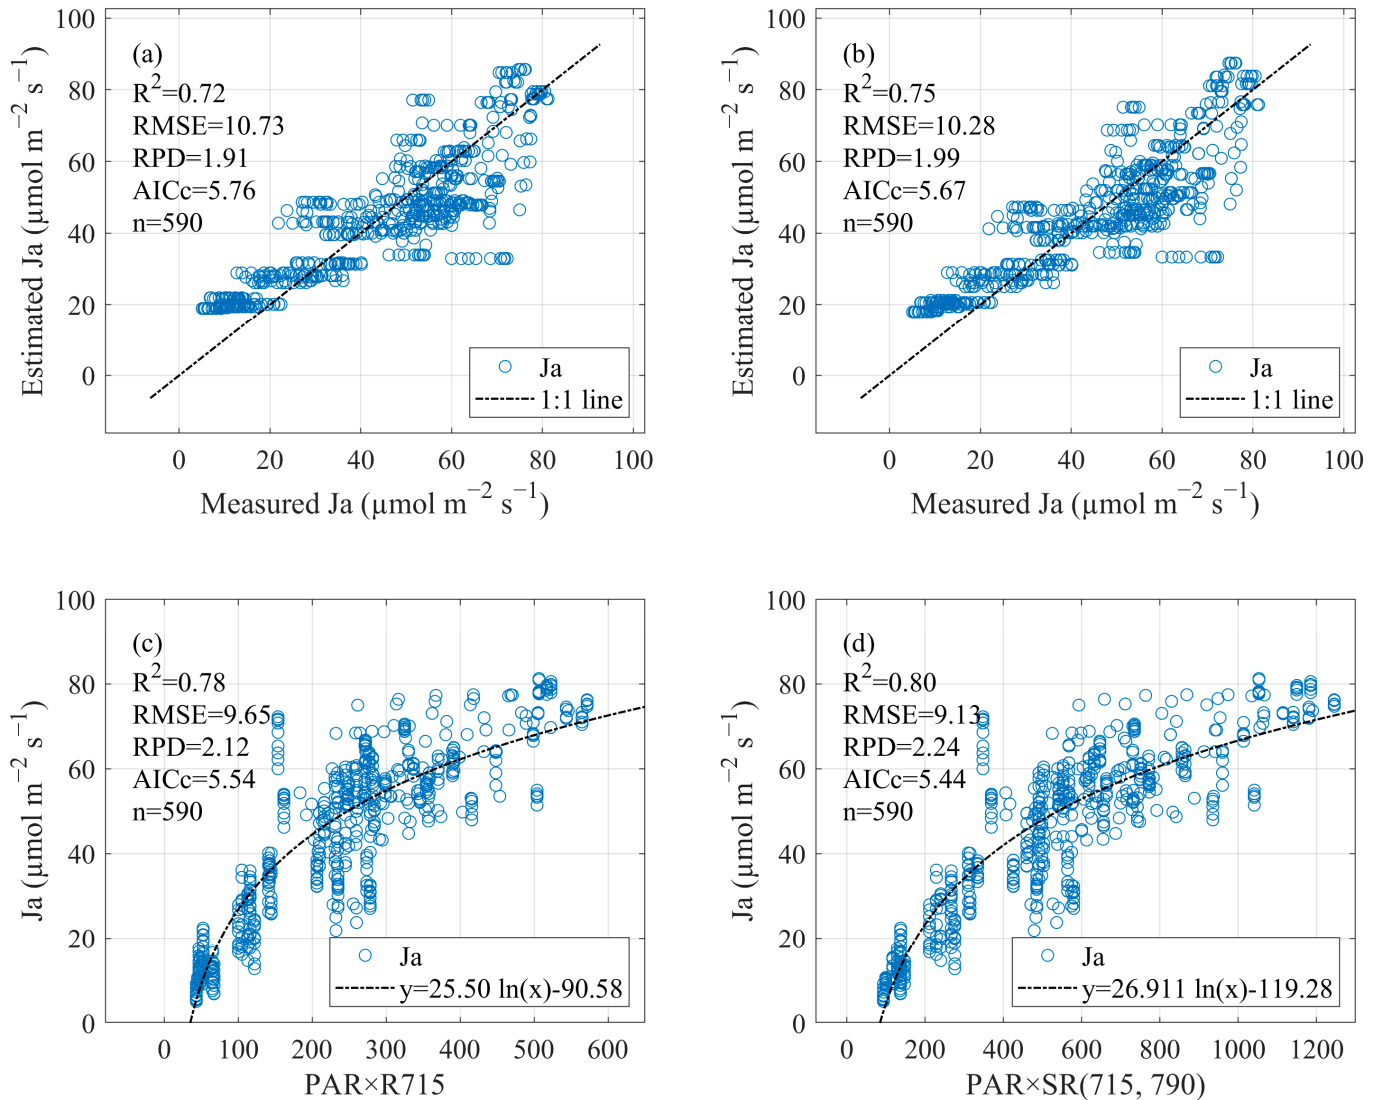 (a)
R²=0.72
RMSE=10.73
RPD=1.91
AICc=5.76
n=590
100
80
60
40
20
0
Estimated Ja (µmol m⁻² s⁻¹)
Ja
1:1 line
0 20 40 60 80 100
Measured Ja (µmol m⁻² s⁻¹)
(b)
R²=0.75
RMSE=10.28
RPD=1.99
AICc=5.67
n=590
100
80
60
40
20
0
Estimated Ja (µmol m⁻² s⁻¹)
Ja
1:1 line
0 20 40 60 80 100
Measured Ja (µmol m⁻² s⁻¹)
(c)
R²=0.78
RMSE=9.65
RPD=2.12
AICc=5.54
n=590
100
80
60
40
20
0
Ja (µmol m⁻² s⁻¹)
Ja
y=25.50 ln(x)-90.58
0 100 200 300 400 500 600
PAR×R715
(d)
R²=0.80
RMSE=9.13
RPD=2.24
AICc=5.44
n=590
100
80
60
40
20
0
Ja (µmol m⁻² s⁻¹)
Ja
y=26.911 ln(x)-119.28
0 200 400 600 800 1000 1200
PAR×SR(715, 790)